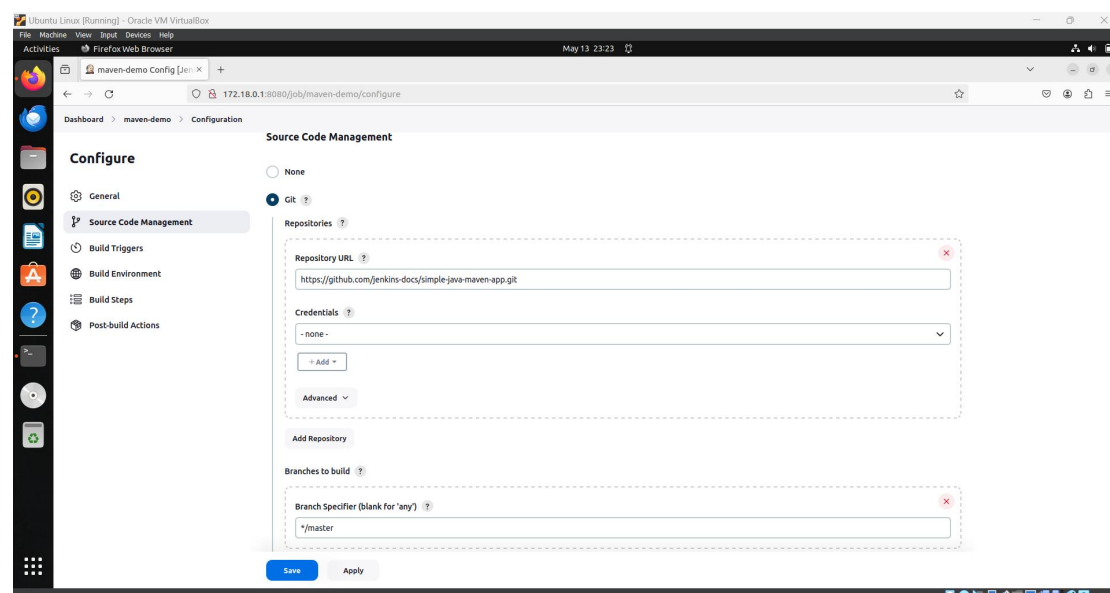 Ubuntu Linux [Running] - Oracle VM VirtualBox
File Machine View Input Devices Help
Activities Firefox Web Browser May 13 23:23
maven-demo Config [Jen
172.18.0.1:8080/job/maven-demo/configure
Dashboard > maven-demo > Configuration
Source Code Management
Configure
None
General
Git ?
Source Code Management
Repositories ?
Build Triggers
Repository URL ?
Build Environment
https://github.com/jenkins-docs/simple-java-maven-app.git
Build Steps
Credentials ?
Post-build Actions
- none -
+ Add
Advanced
Add Repository
Branches to build ?
Branch Specifier (blank for 'any') ?
*/master
Save Apply